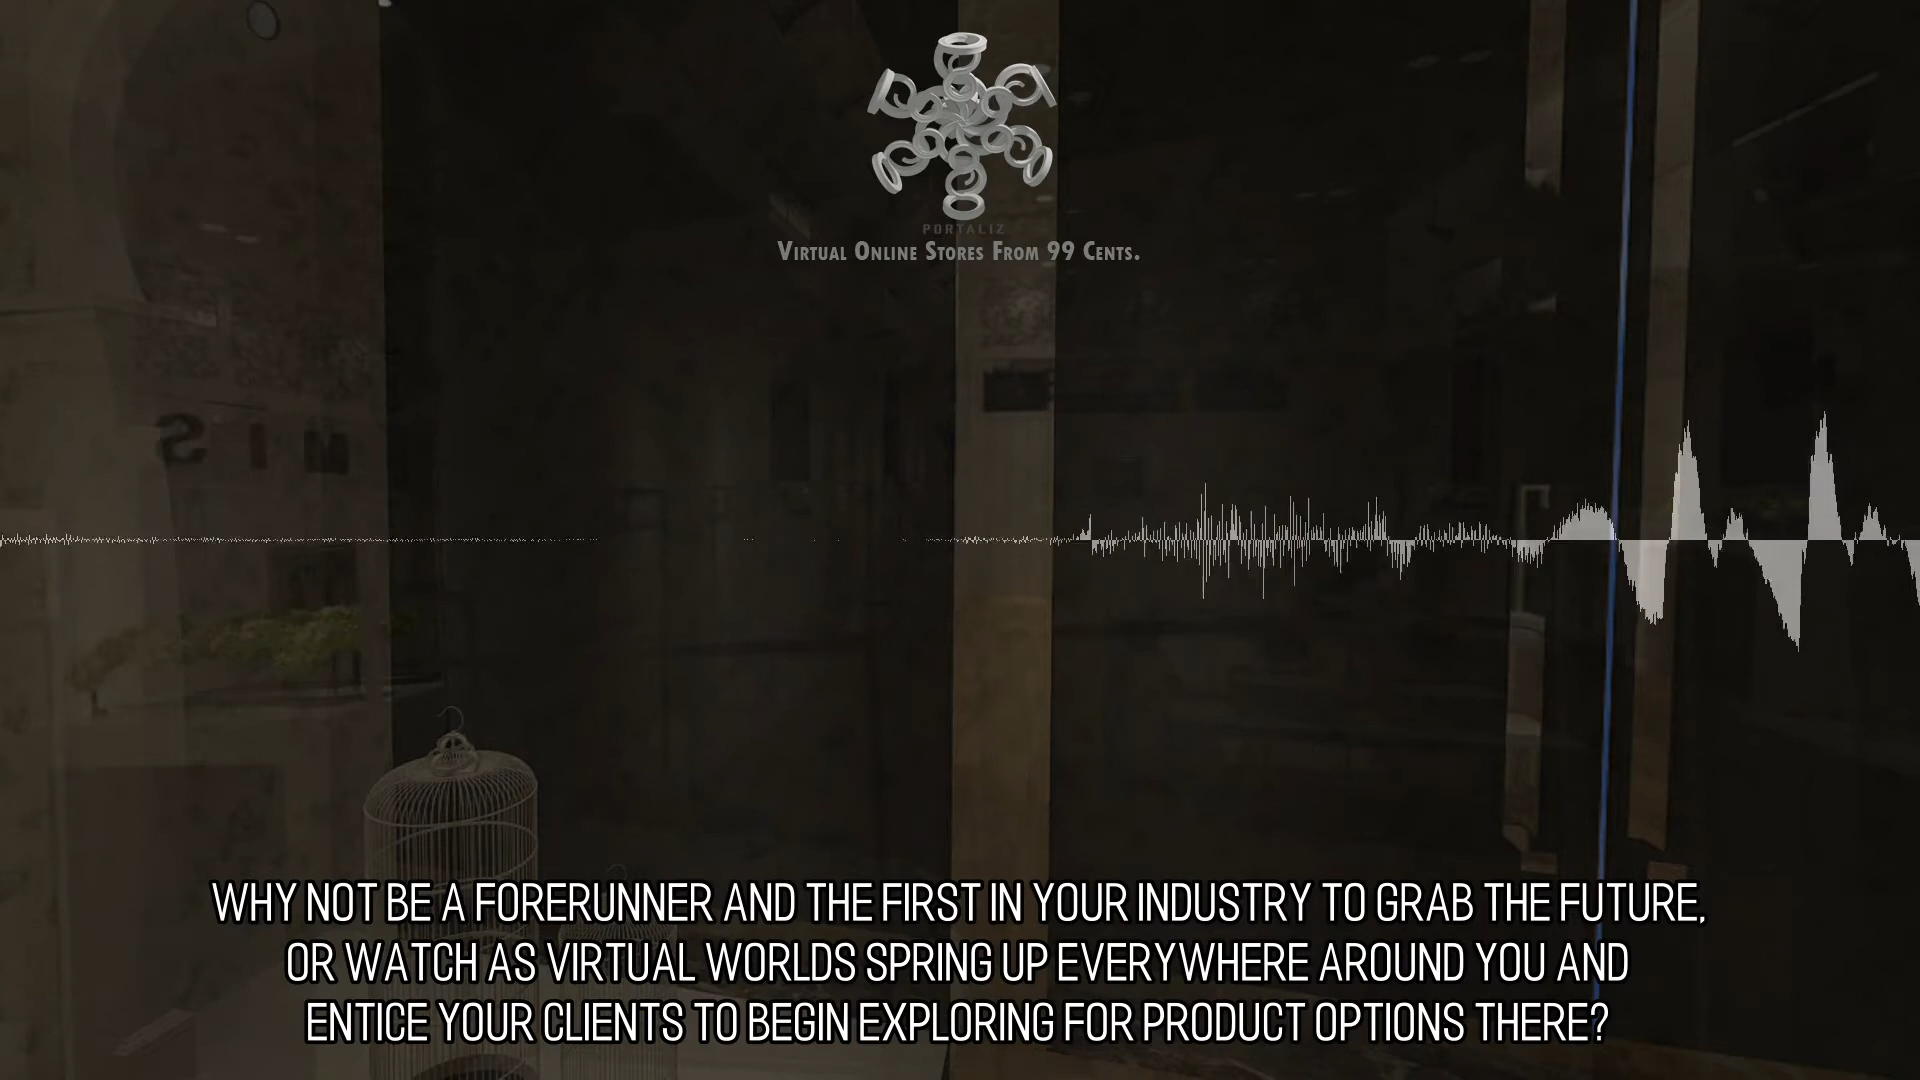 PORTALIZ
Virtual Online Stores From 99 Cents.
WHY NOT BE A FORERUNNER AND THE FIRST IN YOUR INDUSTRY TO GRAB THE FUTURE,
OR WATCH AS VIRTUAL WORLDS SPRING UP EVERYWHERE AROUND YOU AND
ENTICE YOUR CLIENTS TO BEGIN EXPLORING FOR PRODUCT OPTIONS THERE?